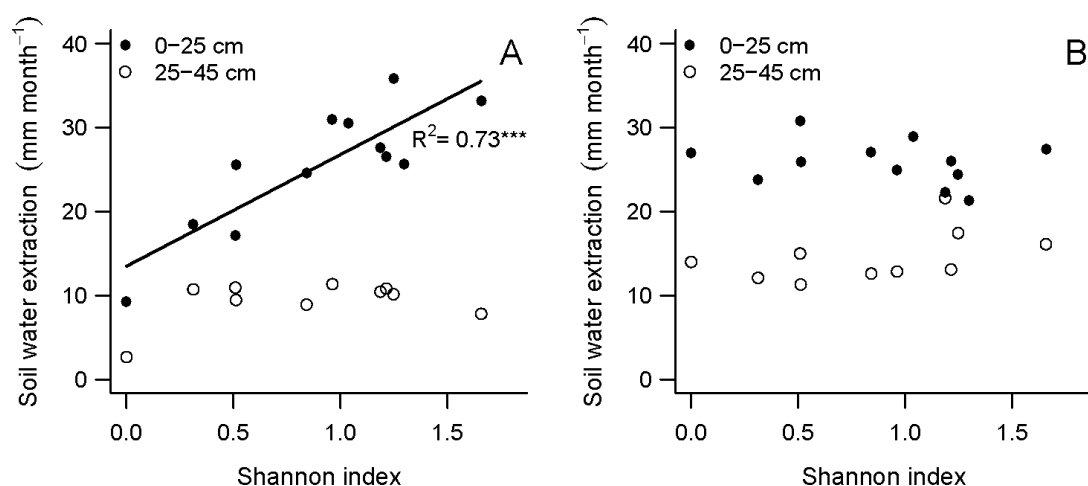 Soil water extraction (mm month⁻¹)
40
30
20
10
0
0−25 cm
25−45 cm
A
R²= 0.73***
0.0 0.5 1.0 1.5
Shannon index
Soil water extraction (mm month⁻¹)
40
30
20
10
0
0−25 cm
25−45 cm
B
0.0 0.5 1.0 1.5
Shannon index